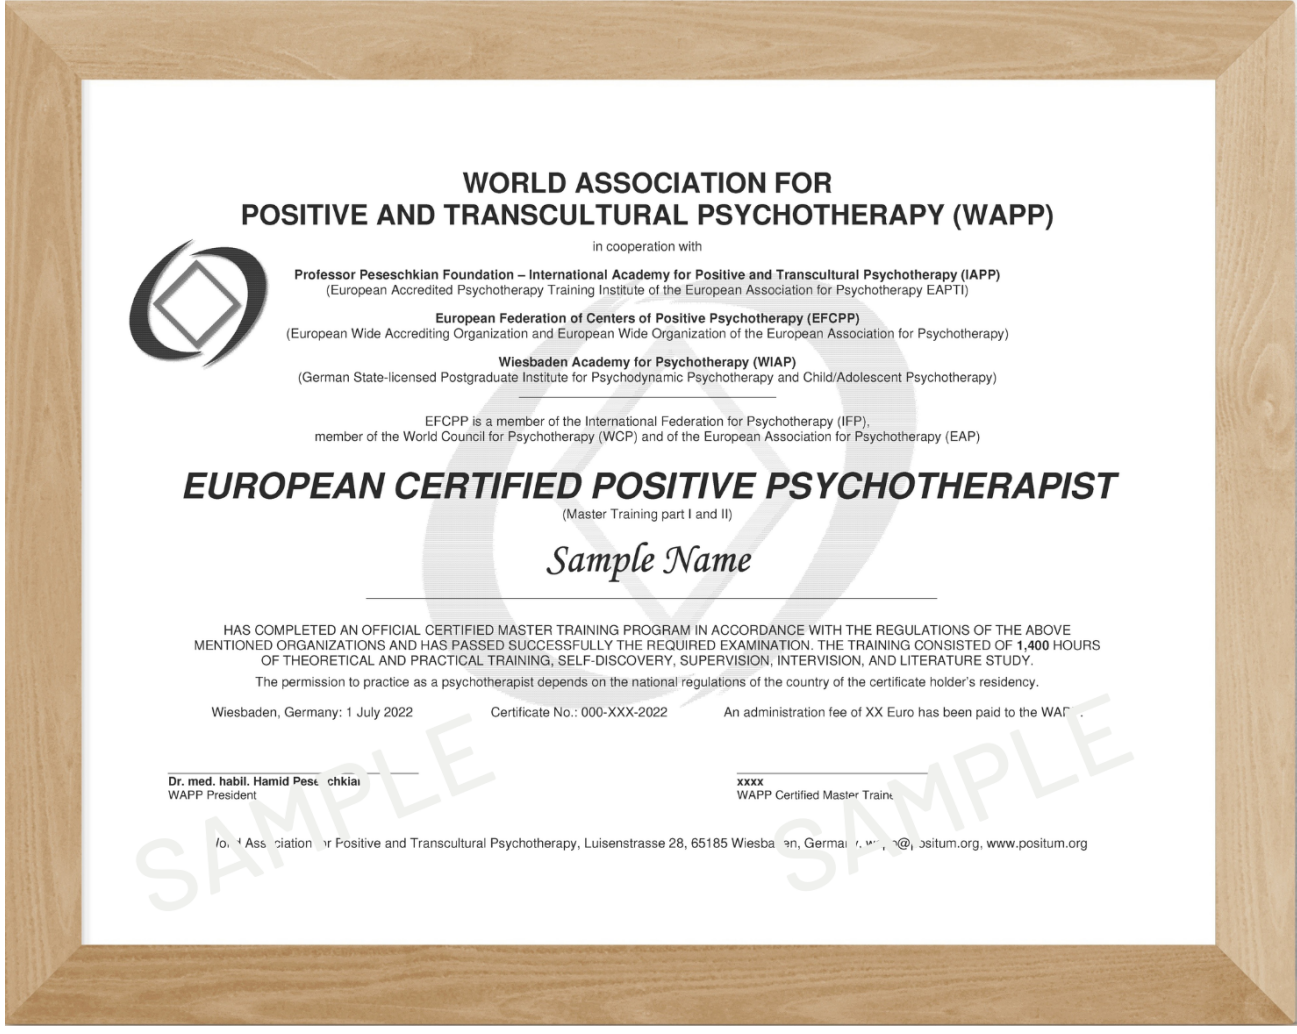 WORLD ASSOCIATION FOR
POSITIVE AND TRANSCULTURAL PSYCHOTHERAPY (WAPP)
in cooperation with
Professor Peseschkian Foundation – International Academy for Positive and Transcultural Psychotherapy (IAPP)
(European Accredited Psychotherapy Training Institute of the European Association for Psychotherapy EAPTI)
European Federation of Centers of Positive Psychotherapy (EFCPP)
(European Wide Accrediting Organization and European Wide Organization of the European Association for Psychotherapy)
Wiesbaden Academy for Psychotherapy (WIAP)
(German State-licensed Postgraduate Institute for Psychodynamic Psychotherapy and Child/Adolescent Psychotherapy)
EFCPP is a member of the International Federation for Psychotherapy (IFP),
member of the World Council for Psychotherapy (WCP) and of the European Association for Psychotherapy (EAP)
EUROPEAN CERTIFIED POSITIVE PSYCHOTHERAPIST
(Master Training part I and II)
Sample Name
HAS COMPLETED AN OFFICIAL CERTIFIED MASTER TRAINING PROGRAM IN ACCORDANCE WITH THE REGULATIONS OF THE ABOVE
MENTIONED ORGANIZATIONS AND HAS PASSED SUCCESSFULLY THE REQUIRED EXAMINATION. THE TRAINING CONSISTED OF 1,400 HOURS
OF THEORETICAL AND PRACTICAL TRAINING, SELF-DISCOVERY, SUPERVISION, INTERVISION, AND LITERATURE STUDY.
The permission to practice as a psychotherapist depends on the national regulations of the country of the certificate holder's residency.
Wiesbaden, Germany: 1 July 2022 Certificate No.: 000-XXX-2022 An administration fee of XX Euro has been paid to the
Dr. med. habil. Hamid Peseschkian xxxx
WAPP President WAPP Certified Master Trainer
Association for Positive and Transcultural Psychotherapy, Luisenstrasse 28, 65185 Wiesbaden, Germany, www.positum.org
SAMPLE SAMPLE